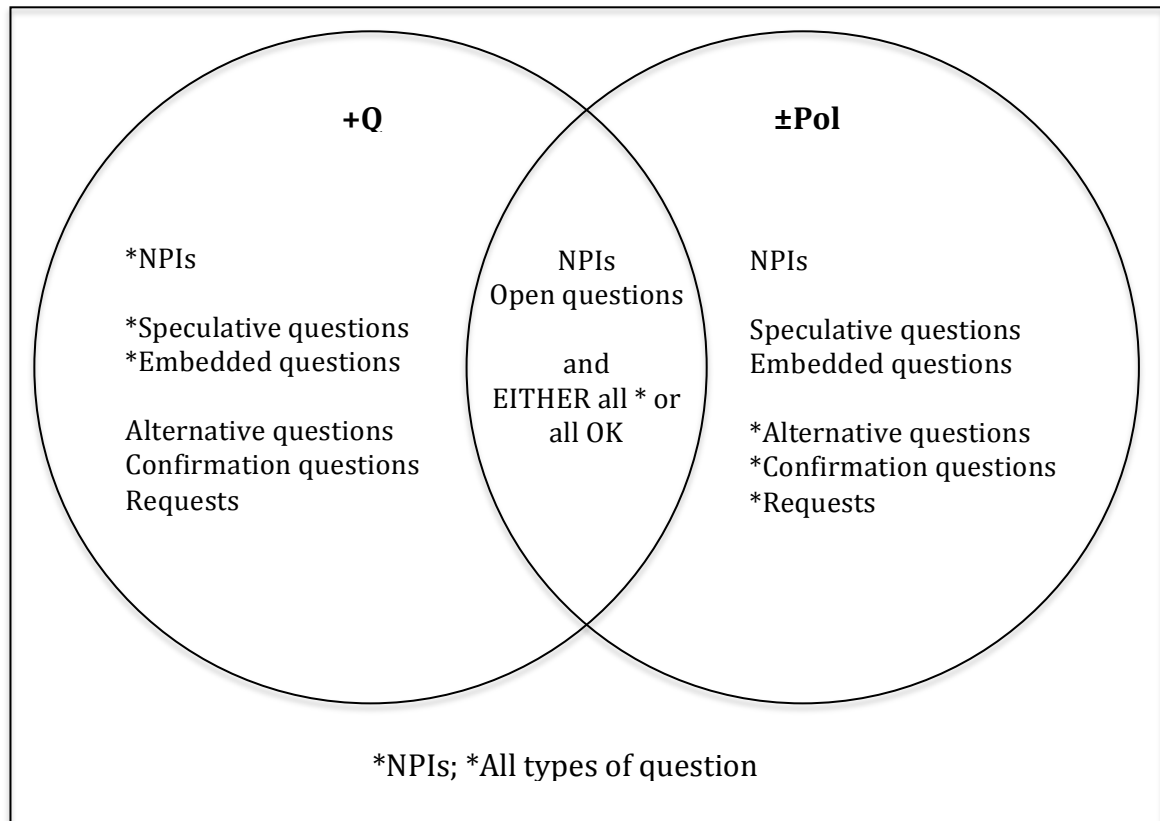 +Q
*NPIs
*Speculative questions
*Embedded questions
Alternative questions
Confirmation questions
Requests
NPIs
Open questions
and
EITHER all * or
all OK
±Pol
NPIs
Speculative questions
Embedded questions
*Alternative questions
*Confirmation questions
*Requests
*NPIs; *All types of question